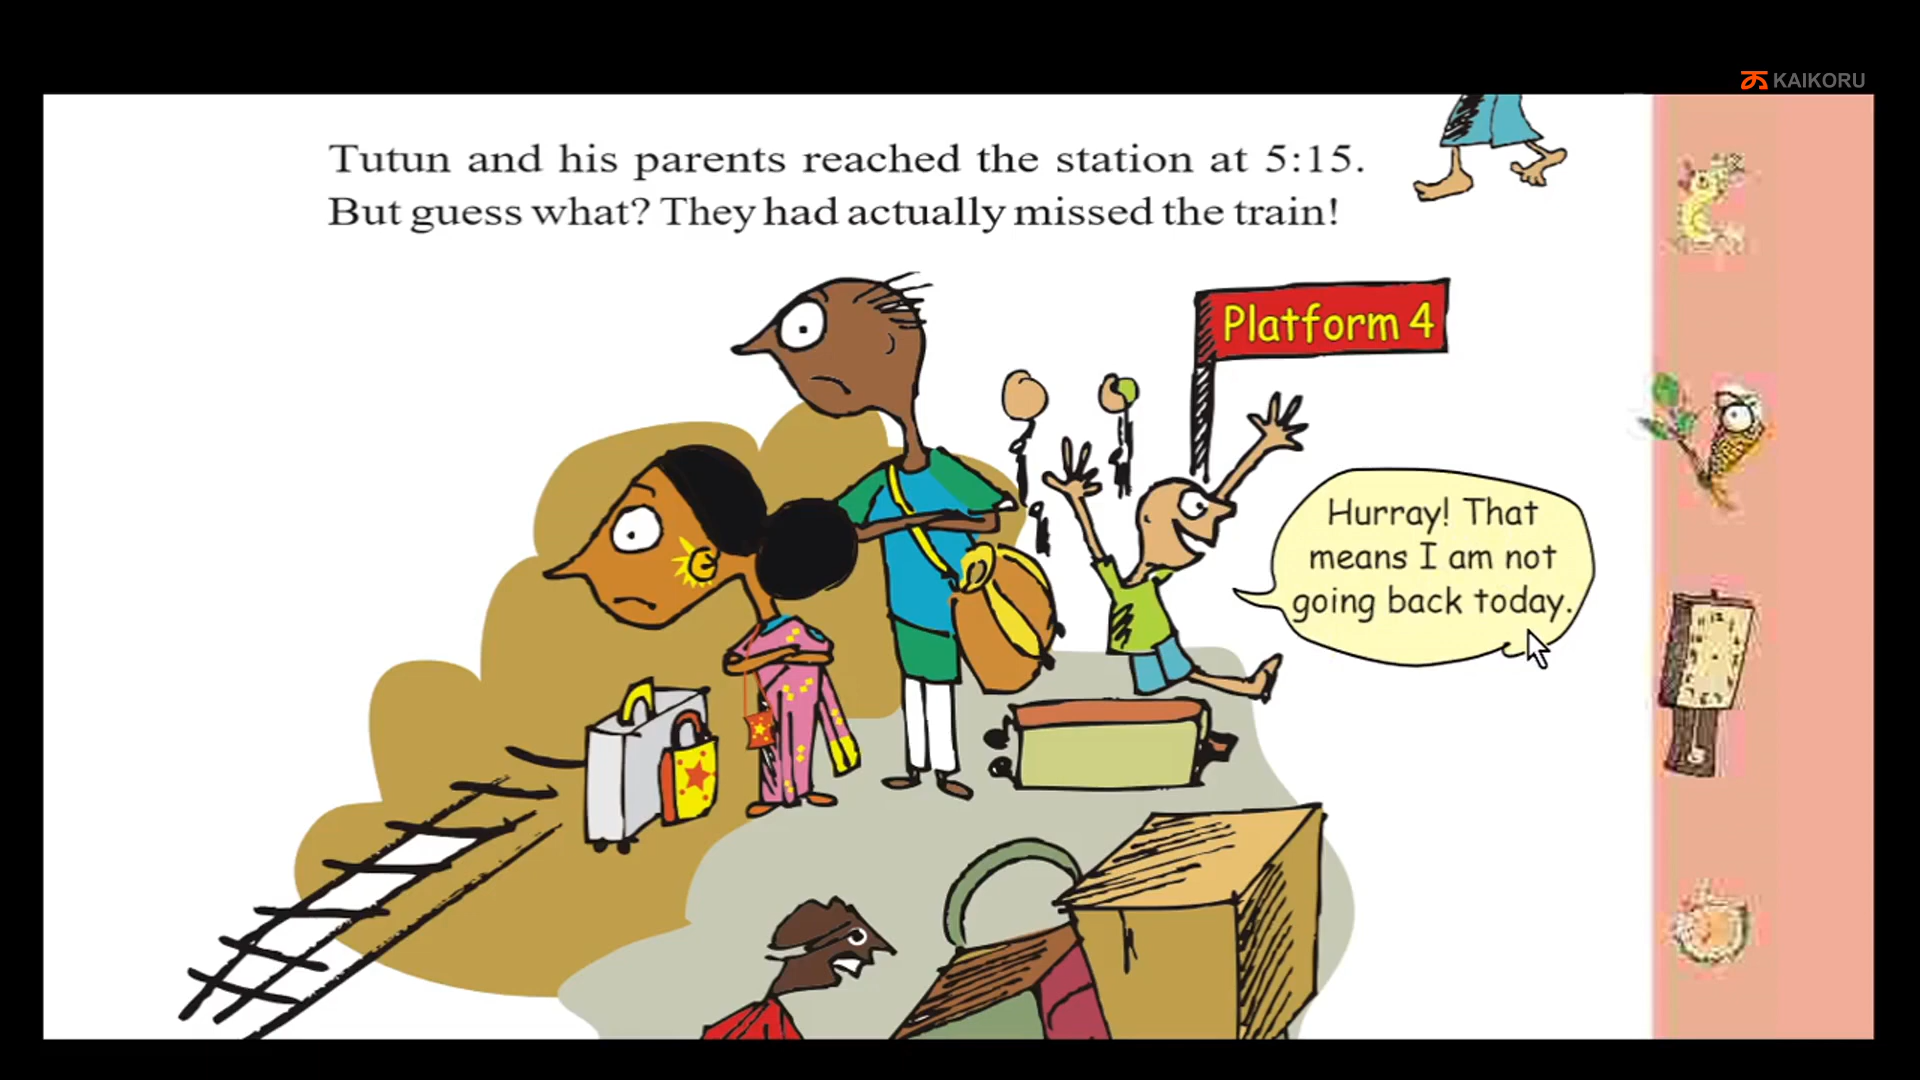 KAIKORU
Tutun and his parents reached the station at 5:15.
But guess what? They had actually missed the train!
Platform 4
Hurray! That
means I am not
going back today.